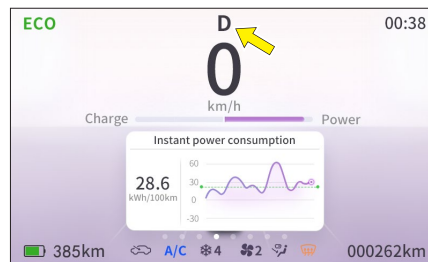 ECO D 00:38
0
km/h
Charge Power
Instant power consumption
60
28.6 30
kWh/100km 0
-30
385km A/C 4 2 000262km